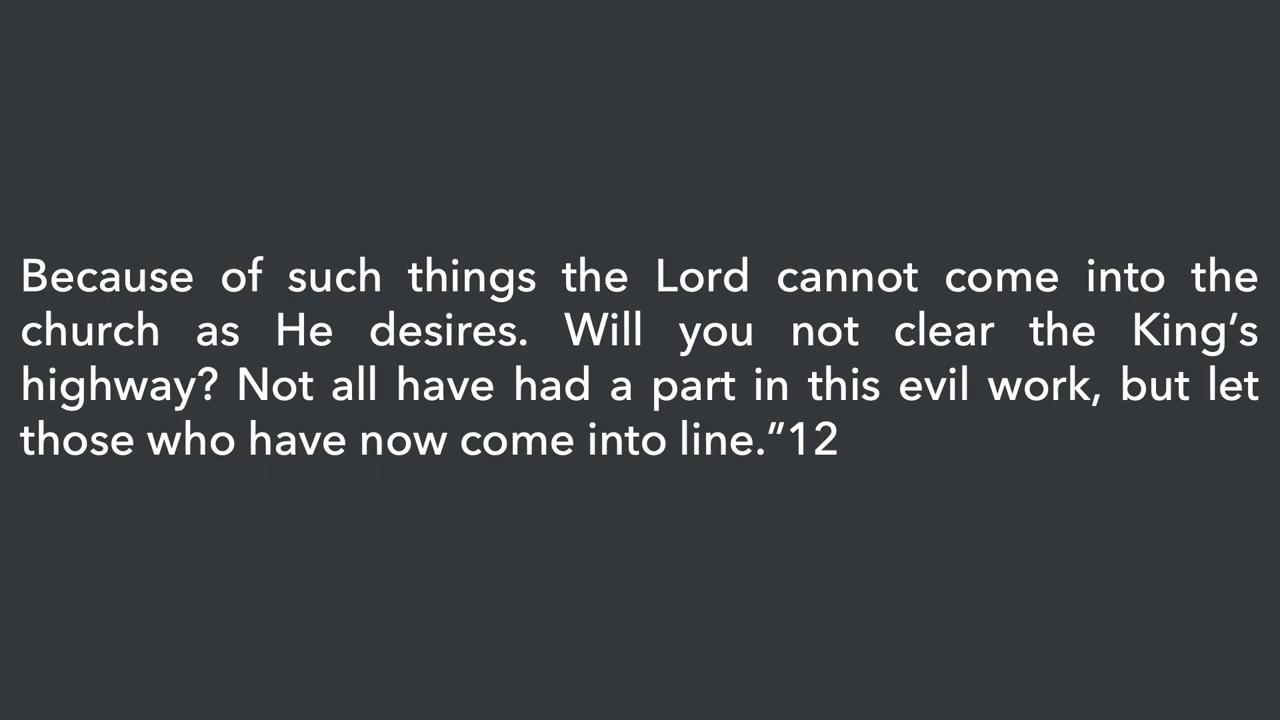 Because of such things the Lord cannot come into the
church as He desires. Will you not clear the King’s
highway? Not all have had a part in this evil work, but let
those who have now come into line.”12